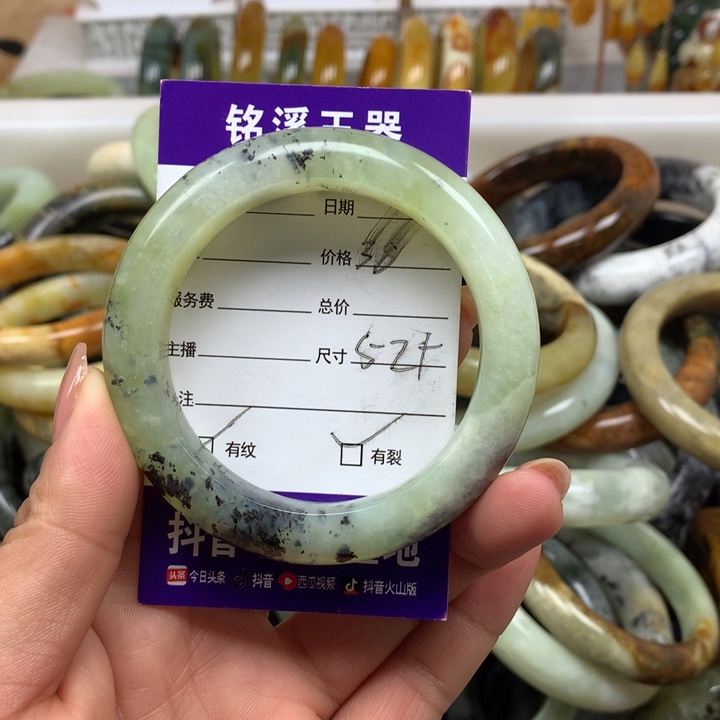 铭溪玉器
日期
价格
服务费 总价
主播 尺寸 52
注
有纹 有裂
抖音
今日头条 抖音 西瓜视频 抖音火山版